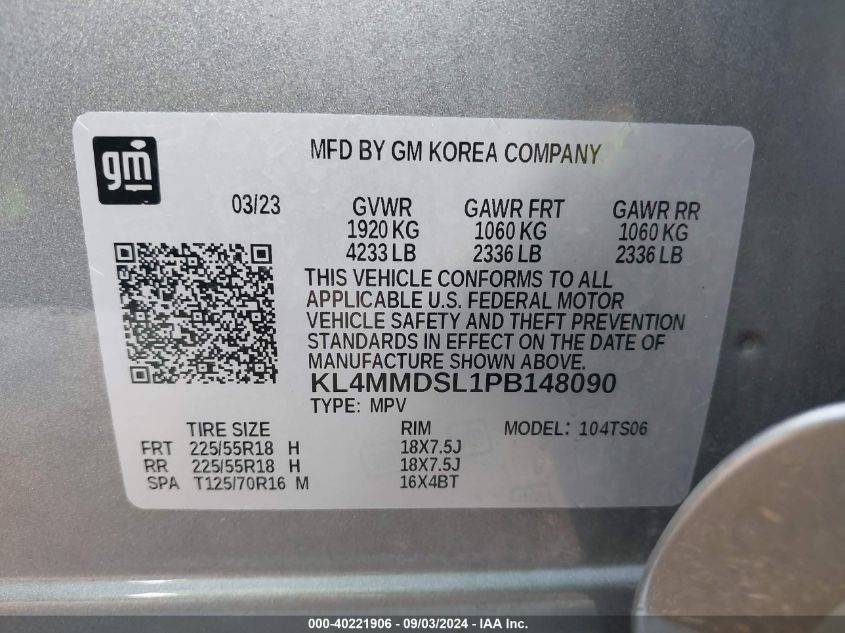 gm
MFD BY GM KOREA COMPANY
03/23 GVWR GAWR FRT GAWR RR
1920 KG 1060 KG 1060 KG
4233 LB 2336 LB 2336 LB
THIS VEHICLE CONFORMS TO ALL
APPLICABLE U.S. FEDERAL MOTOR
VEHICLE SAFETY AND THEFT PREVENTION
STANDARDS IN EFFECT ON THE DATE OF
MANUFACTURE SHOWN ABOVE.
KL4MMDSL1PB148090
TYPE: MPV
TIRE SIZE RIM MODEL: 104TS06
FRT 225/55R18 H 18X7.5J
RR 225/55R18 H 18X7.5J
SPA T125/70R16 M 16X4BT
000-40221906 - 09/03/2024 - IAA Inc.